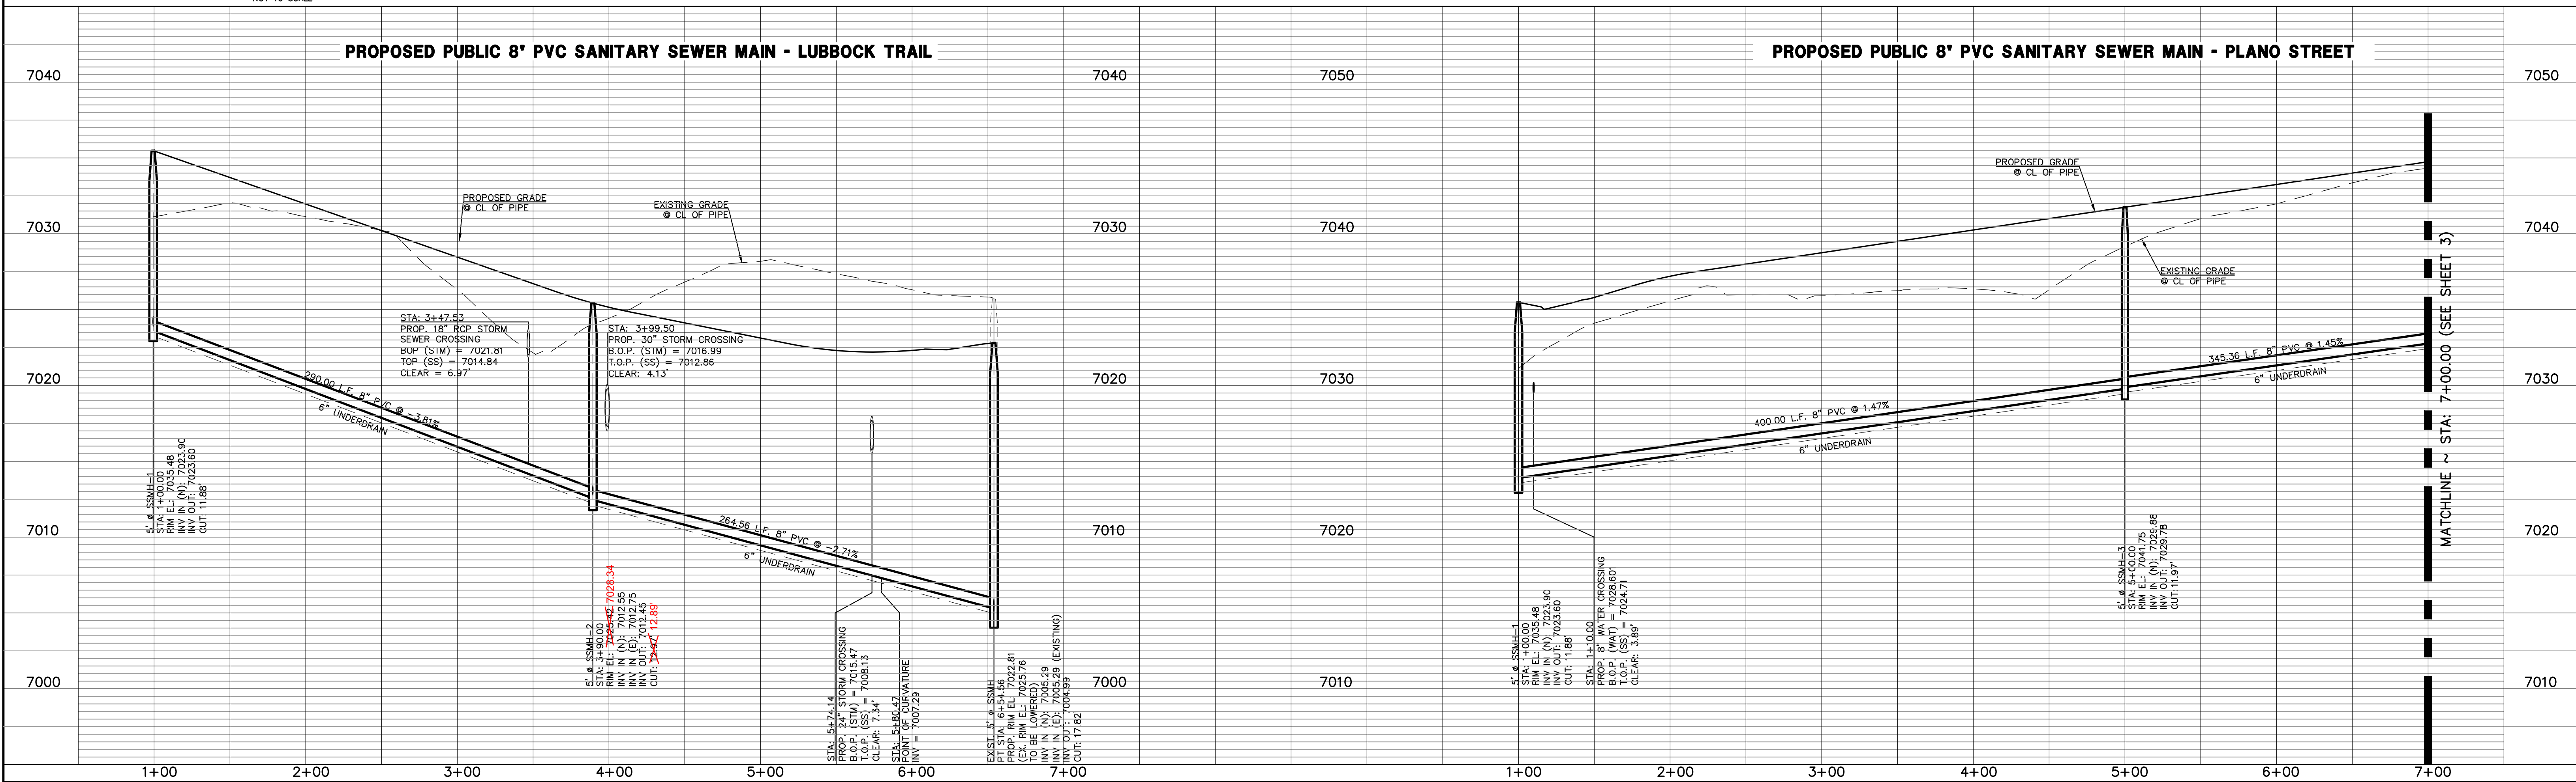 PROPOSED PUBLIC 8" PVC SANITARY SEWER MAIN - LUBBOCK TRAIL
PROPOSED PUBLIC 8" PVC SANITARY SEWER MAIN - PLANO STREET
7040
7030
7020
7010
7000
7040
7030
7020
7010
7000
7050
7040
7030
7020
7010
7050
7040
7030
7020
7010
PROPOSED GRADE
@ CL OF PIPE
EXISTING GRADE
@ CL OF PIPE
STA: 3+47.53
PROP. 18" RCP STORM
SEWER CROSSING
BOP (STM) = 7021.81
TOP (SS) = 7014.84
CLEAR = 6.97'
STA: 3+99.50
PROP. 30" STORM CROSSING
B.O.P. (STM) = 7016.99
T.O.P. (SS) = 7012.86
CLEAR: 4.13'
290.00 L.F. 8" PVC @ -3.81%
6" UNDERDRAIN
264.56 L.F. 8" PVC @ -2.71%
6" UNDERDRAIN
5' ø SSMH-1
STA: 1+00.00
RIM EL: 7035.48
INV IN (N): 7023.90
INV OUT: 7023.60
CUT: 11.88'
5' ø SSMH-2
STA: 3+90.00
RIM EL: 7025.42 7028.34
INV IN (N): 7012.55
INV IN (E): 7012.75
INV OUT: 7012.45
CUT: 12.89'
STA: 5+74.14
PROP. 24" STORM CROSSING
B.O.P. (STM) = 7015.47
T.O.P. (SS) = 7008.13
CLEAR: 7.34'
STA: 5+80.47
POINT OF CURVATURE
INV = 7007.29
EXIST. 5' ø SSMH
PT STA: 6+54.56
PROP. RIM EL: 7022.81
(EX. RIM EL: 7025.76
TO BE LOWERED)
INV IN (N): 7005.29
INV IN (E): 7005.29 (EXISTING)
INV OUT: 7004.99
CUT: 17.82'
PROPOSED GRADE
@ CL OF PIPE
EXISTING GRADE
@ CL OF PIPE
400.00 L.F. 8" PVC @ 1.47%
6" UNDERDRAIN
345.36 L.F. 8" PVC @ 1.45%
6" UNDERDRAIN
5' ø SSMH-1
STA: 1+00.00
RIM EL: 7035.48
INV IN (N): 7023.90
INV OUT: 7023.60
CUT: 11.88'
STA: 1+10.00
PROP. 8" WATER CROSSING
B.O.P. (WAT) = 7028.601
T.O.P. (SS) = 7024.71
CLEAR: 3.89'
5' ø SSMH-3
STA: 5+00.00
RIM EL: 7041.75
INV IN (N): 7029.88
INV OUT: 7029.78
CUT: 11.97'
MATCHLINE ~ STA: 7+00.00 (SEE SHEET 3)
1+00
2+00
3+00
4+00
5+00
6+00
7+00
1+00
2+00
3+00
4+00
5+00
6+00
7+00